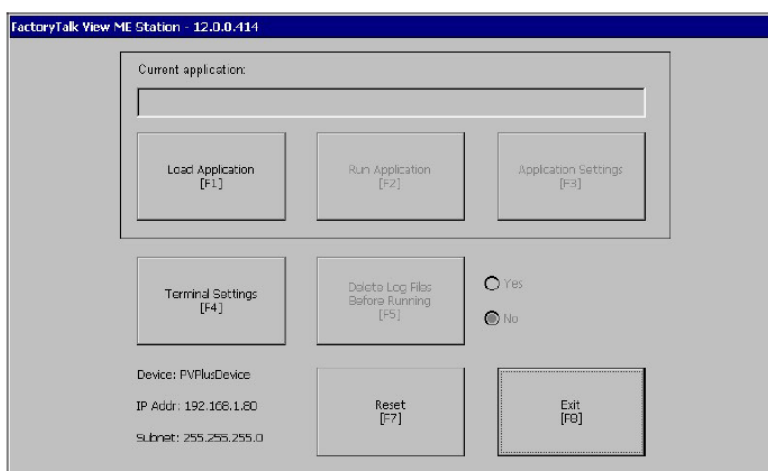 FactoryTalk View ME Station - 12.0.0.414
Current application:
Load Application
[F1]
Run Application
[F2]
Application Settings
[F3]
Terminal Settings
[F4]
Delete Log Files
Before Running
[F5]
Yes
No
Device: PVPlusDevice
IP Addr: 192.168.1.80
Subnet: 255.255.255.0
Reset
[F7]
Exit
[F8]